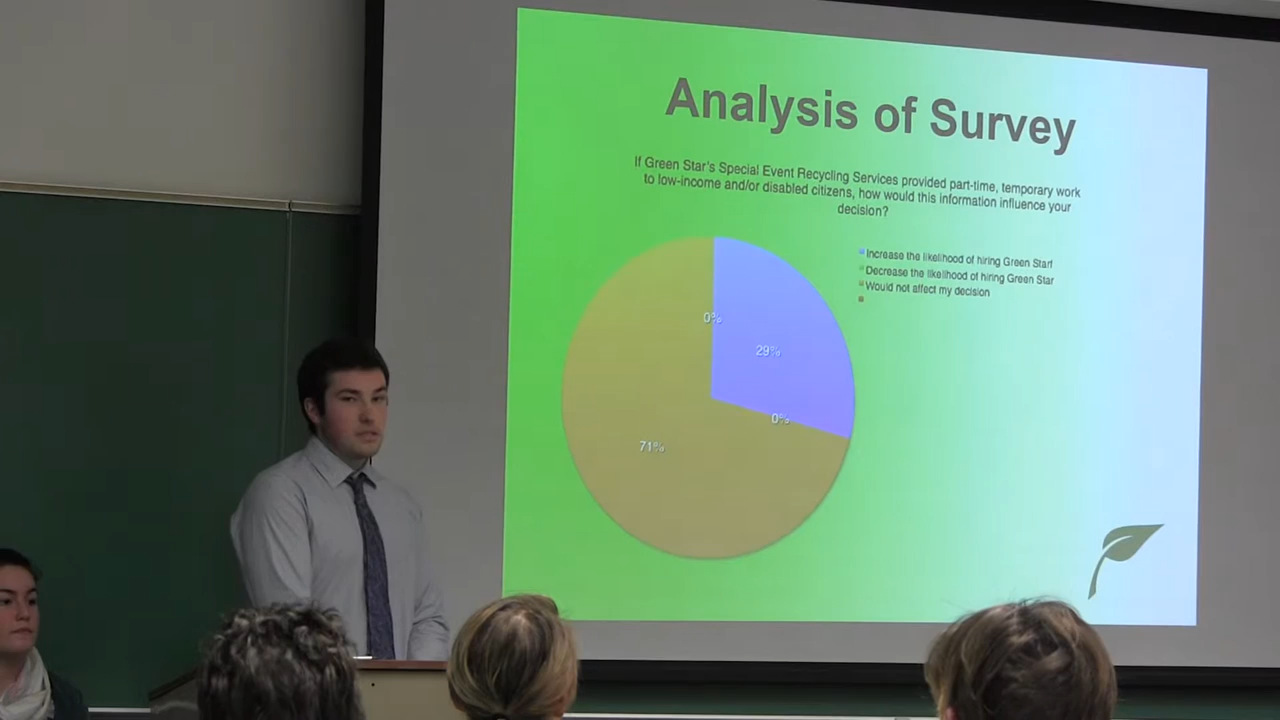 Analysis of Survey
If Green Star's Special Event Recycling Services provided part-time, temporary work
to low-income and/or disabled citizens, how would this information influence your
decision?
Increase the likelihood of hiring Green Start
Decrease the likelihood of hiring Green Star
Would not affect my decision
0%
29%
0%
71%